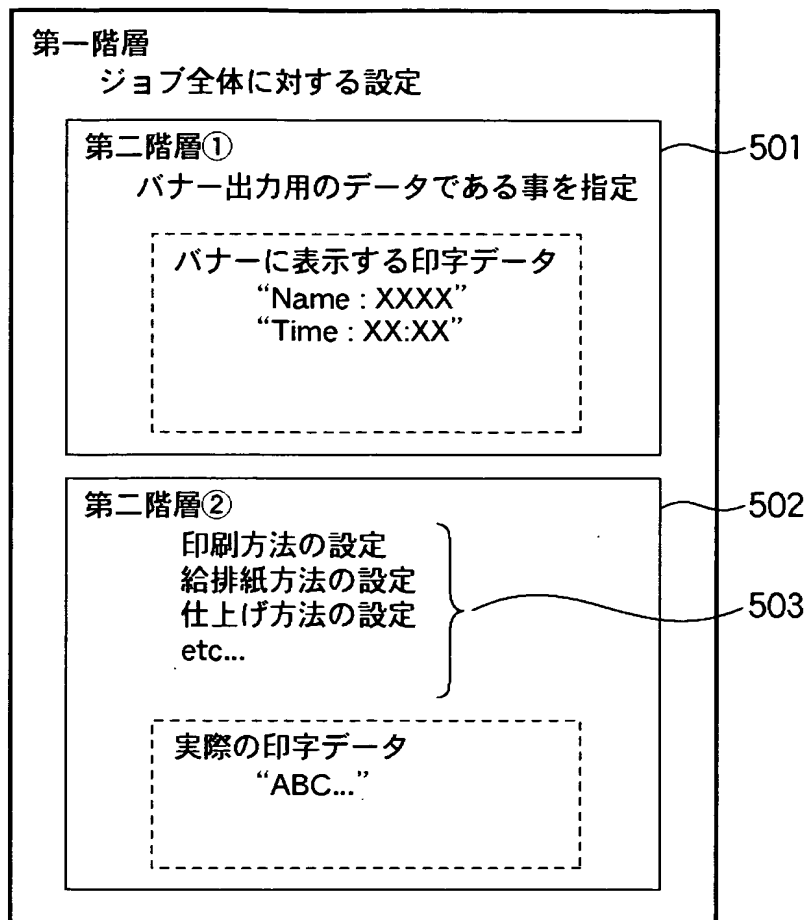 第一階層
ジョブ全体に対する設定
第二階層①
501
バナー出力用のデータである事を指定
バナーに表示する印字データ
“Name : XXXX”
“Time : XX:XX”
第二階層②
502
印刷方法の設定
給排紙方法の設定
仕上げ方法の設定
503
etc...
実際の印字データ
“ABC...”